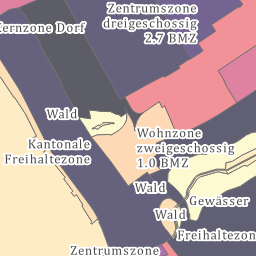 Zentrumszone
dreigeschossig
2.7 BMZ
Kernzone Dorf
Wald
Kantonale
Freihaltezone
Wohnzone
zweigeschossig
1.0 BMZ
Wald
Gewässer
Wald
Freihaltezon
Zentrumszone